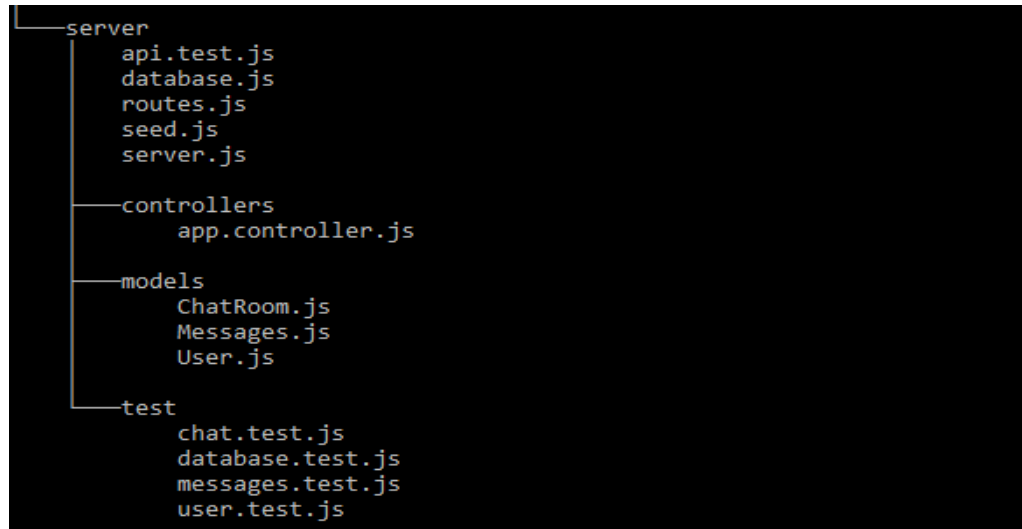 server
api.test.js
database.js
routes.js
seed.js
server.js
controllers
app.controller.js
models
ChatRoom.js
Messages.js
User.js
test
chat.test.js
database.test.js
messages.test.js
user.test.js